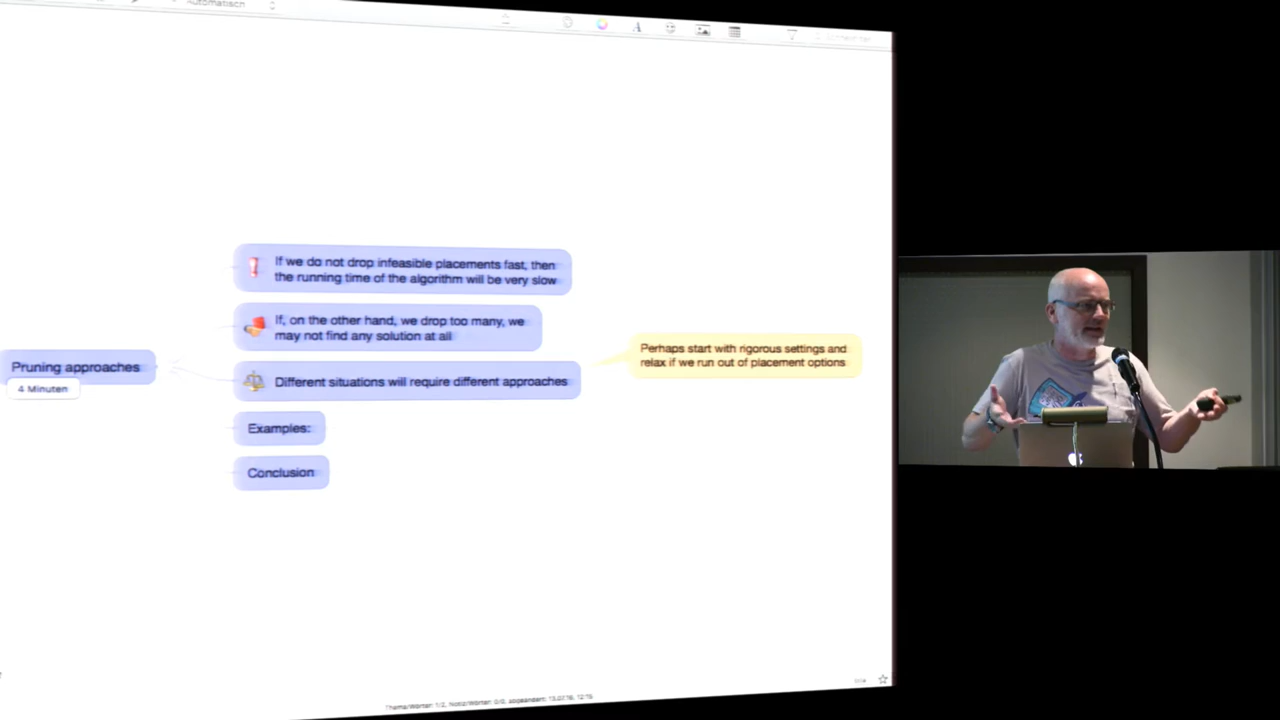 Automatisch
If we do not drop infeasible placements fast, then
the running time of the algorithm will be very slow
If, on the other hand, we drop too many, we
may not find any solution at all
Perhaps start with rigorous settings and
relax if we run out of placement options
Pruning approaches
4 Minuten
Different situations will require different approaches
Examples:
Conclusion